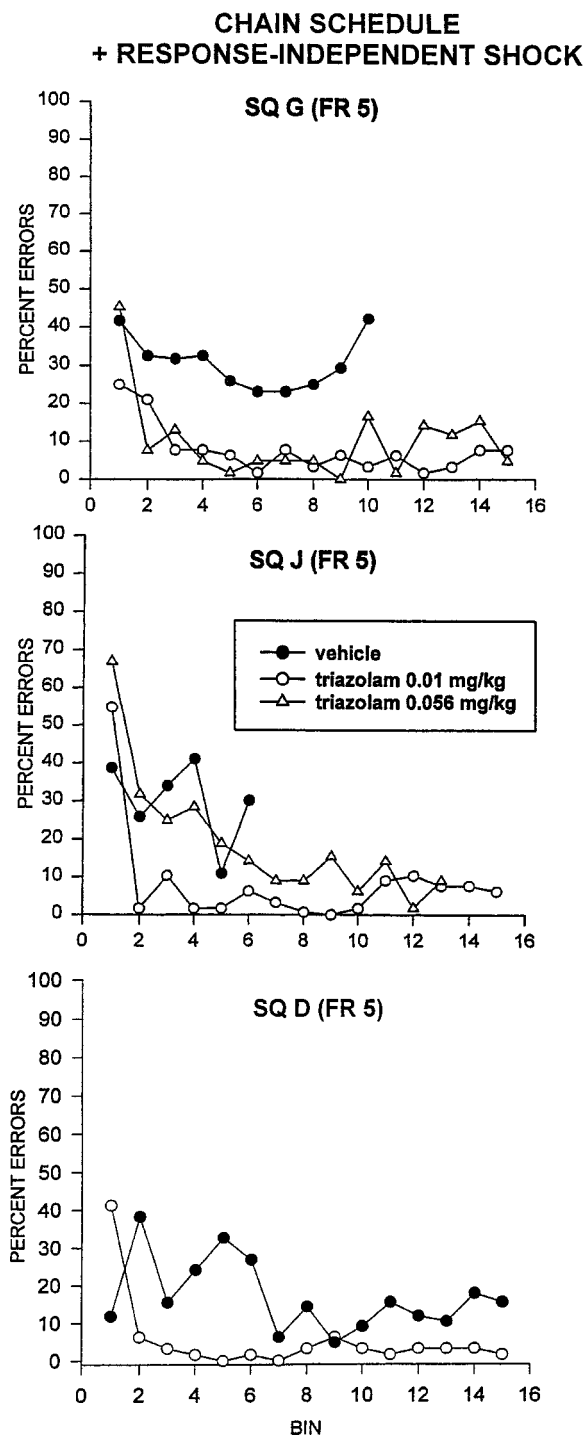 CHAIN SCHEDULE
+ RESPONSE-INDEPENDENT SHOCK
SQ G (FR 5)
PERCENT ERRORS
100
90
80
70
60
50
40
30
20
10
0
0 2 4 6 8 10 12 14 16
SQ J (FR 5)
PERCENT ERRORS
100
90
80
70
60
50
40
30
20
10
0
vehicle
triazolam 0.01 mg/kg
triazolam 0.056 mg/kg
0 2 4 6 8 10 12 14 16
SQ D (FR 5)
PERCENT ERRORS
100
90
80
70
60
50
40
30
20
10
0
0 2 4 6 8 10 12 14 16
BIN